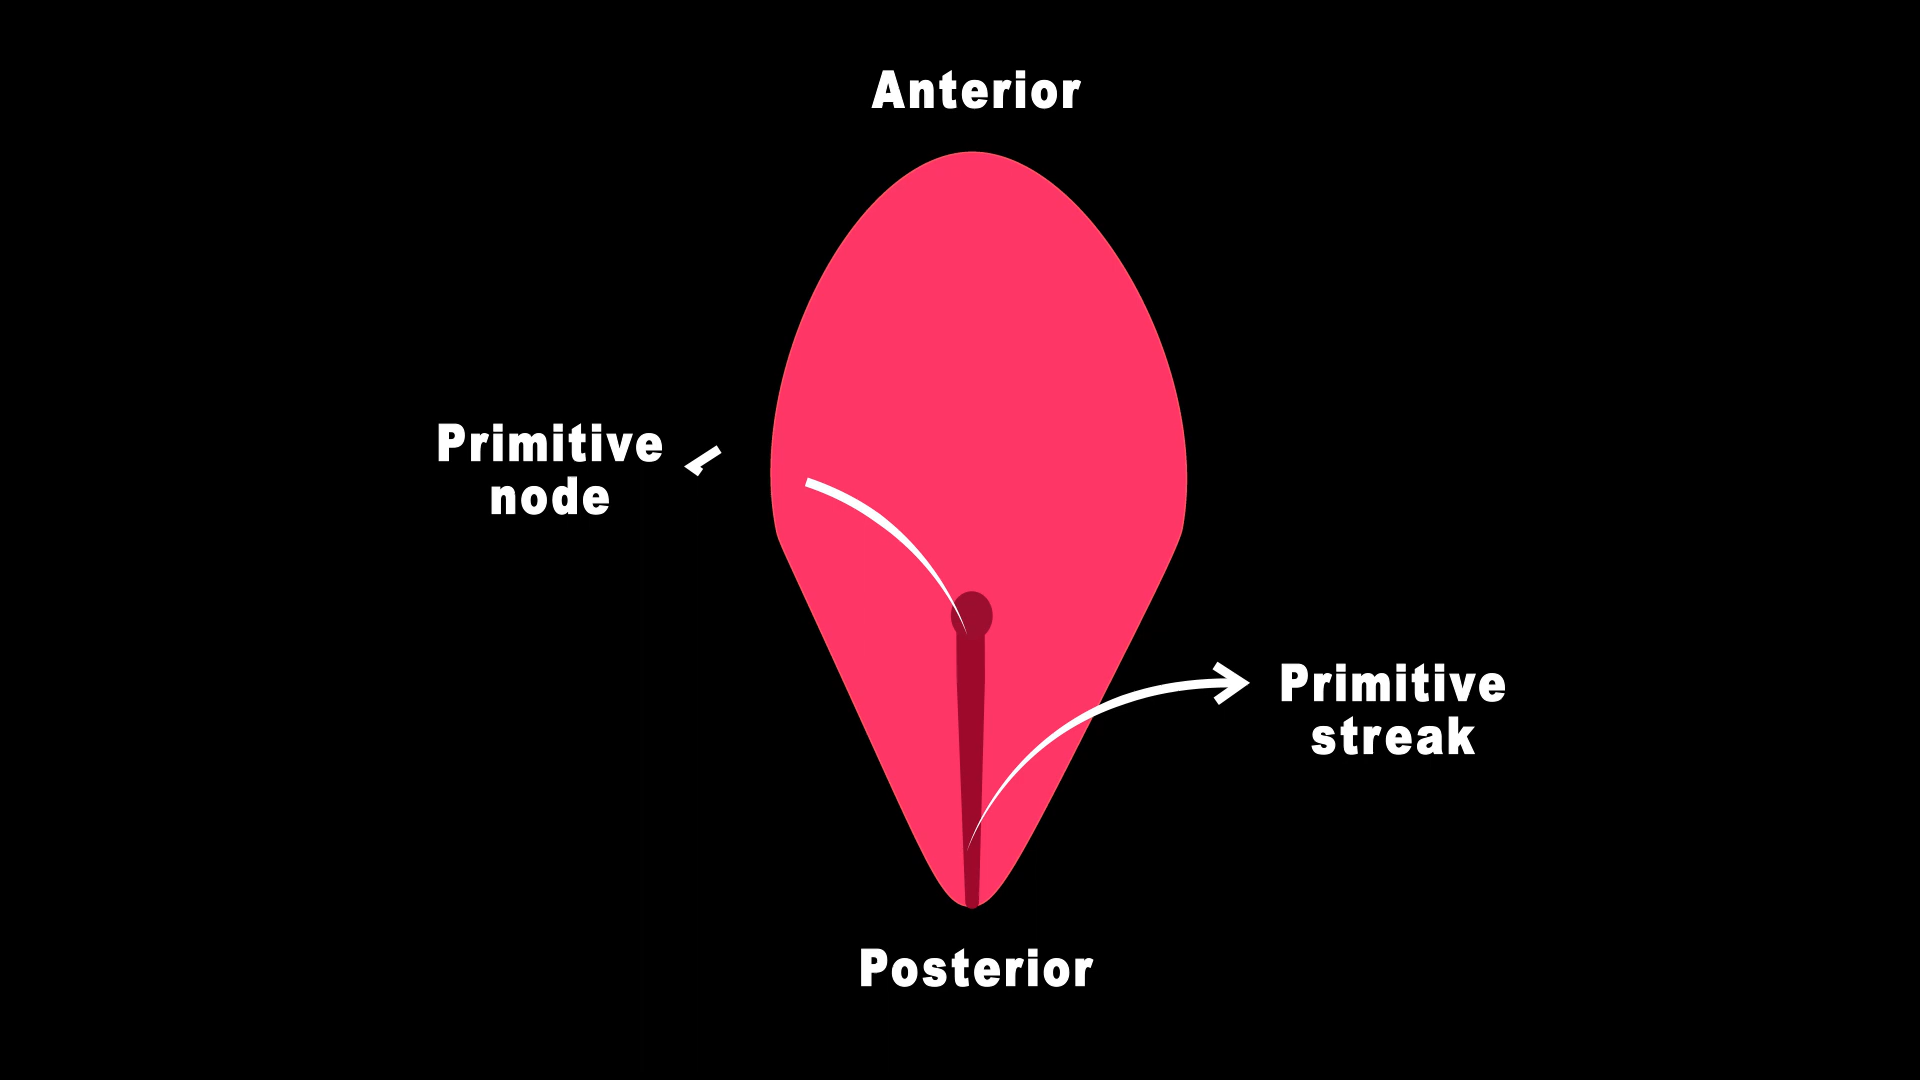 Anterior
Primitive
node
Primitive
streak
Posterior